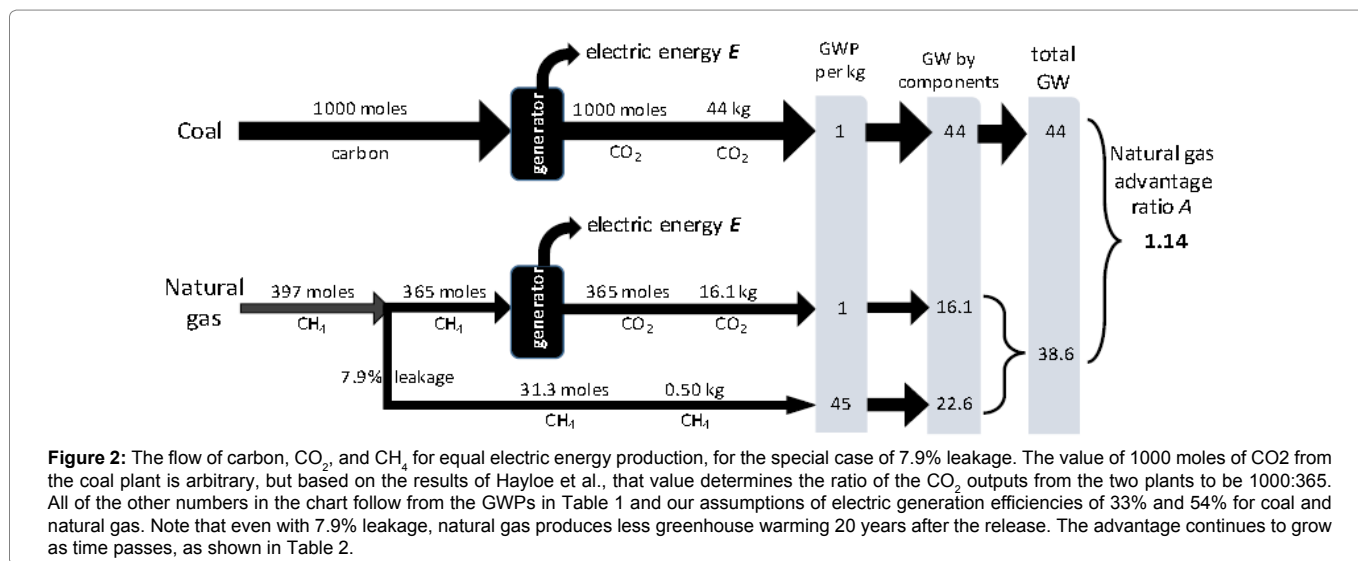 electric energy E
GWP
per kg
GW by
components
total
GW
Coal
1000 moles
carbon
generator
1000 moles
CO₂
44 kg
CO₂
1
44
44
Natural gas
advantage
ratio A
1.14
electric energy E
Natural
gas
397 moles
CH₄
365 moles
CH₄
generator
365 moles
CO₂
16.1 kg
CO₂
1
16.1
38.6
7.9% leakage
31.3 moles
CH₄
0.50 kg
CH₄
45
22.6
Figure 2: The flow of carbon, CO₂, and CH₄ for equal electric energy production, for the special case of 7.9% leakage. The value of 1000 moles of CO2 from
the coal plant is arbitrary, but based on the results of Hayloe et al., that value determines the ratio of the CO₂ outputs from the two plants to be 1000:365.
All of the other numbers in the chart follow from the GWPs in Table 1 and our assumptions of electric generation efficiencies of 33% and 54% for coal and
natural gas. Note that even with 7.9% leakage, natural gas produces less greenhouse warming 20 years after the release. The advantage continues to grow
as time passes, as shown in Table 2.